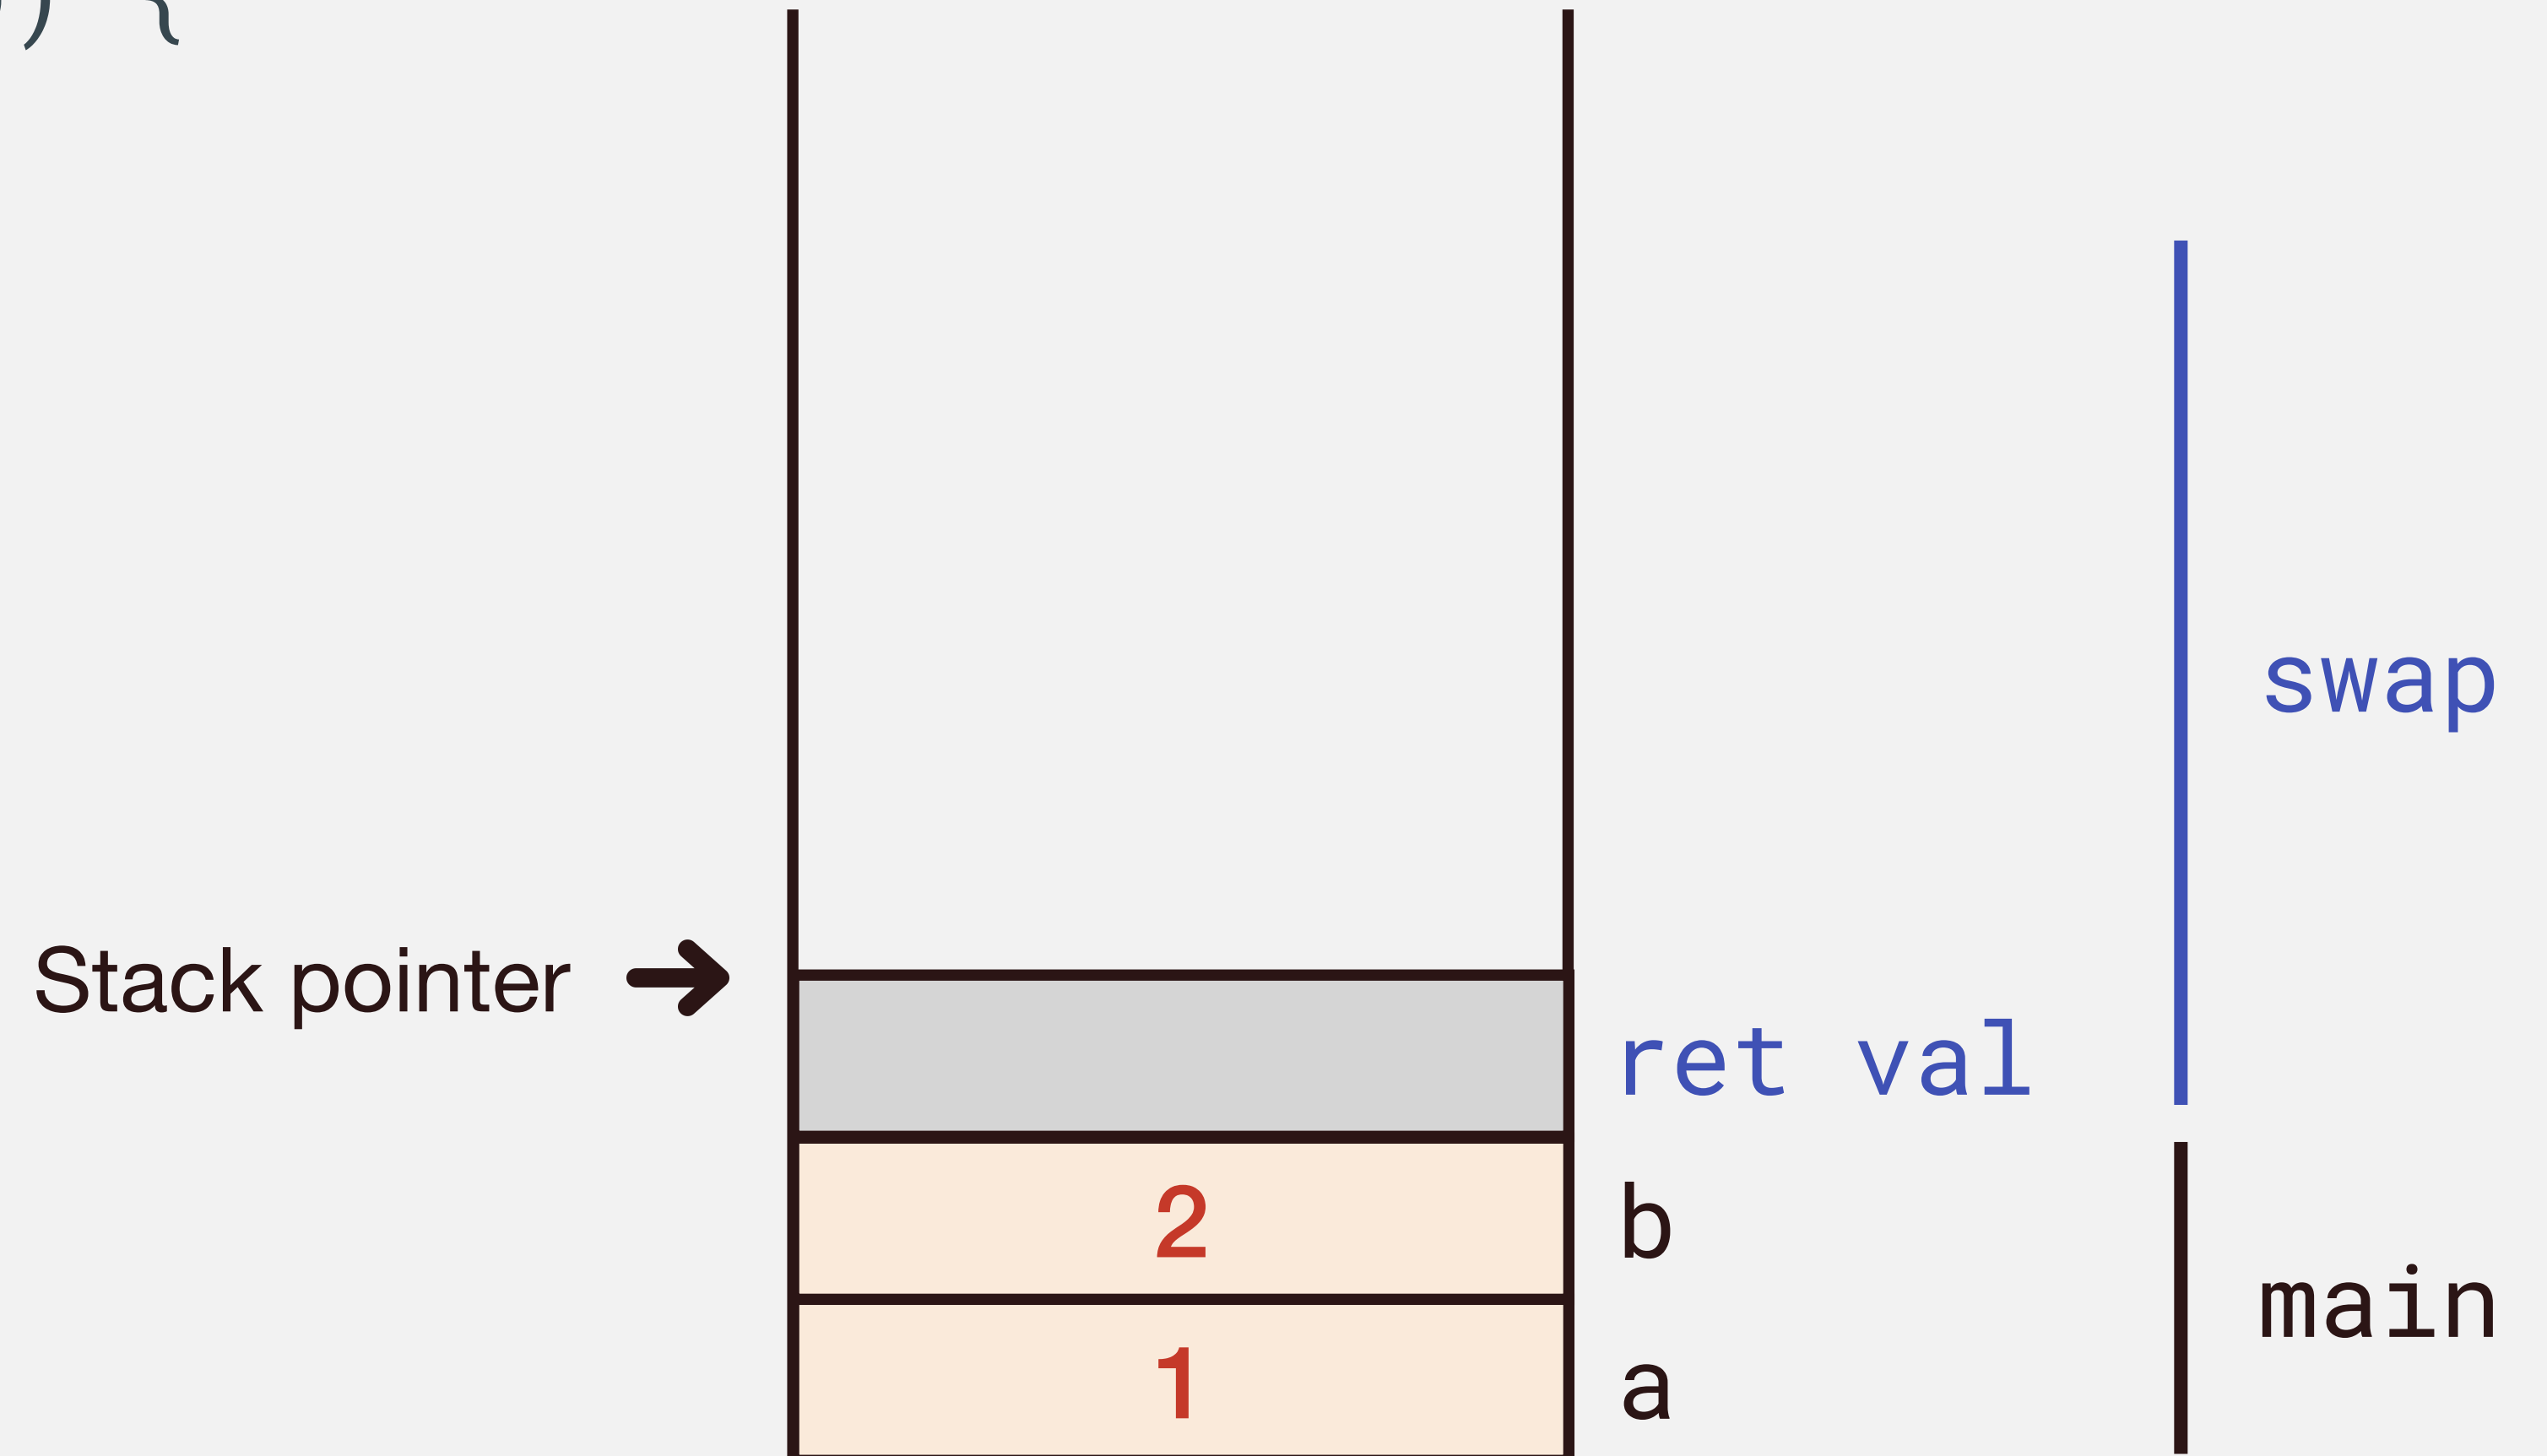 ) {
swap
Stack pointer
ret val
2
b
main
1
a